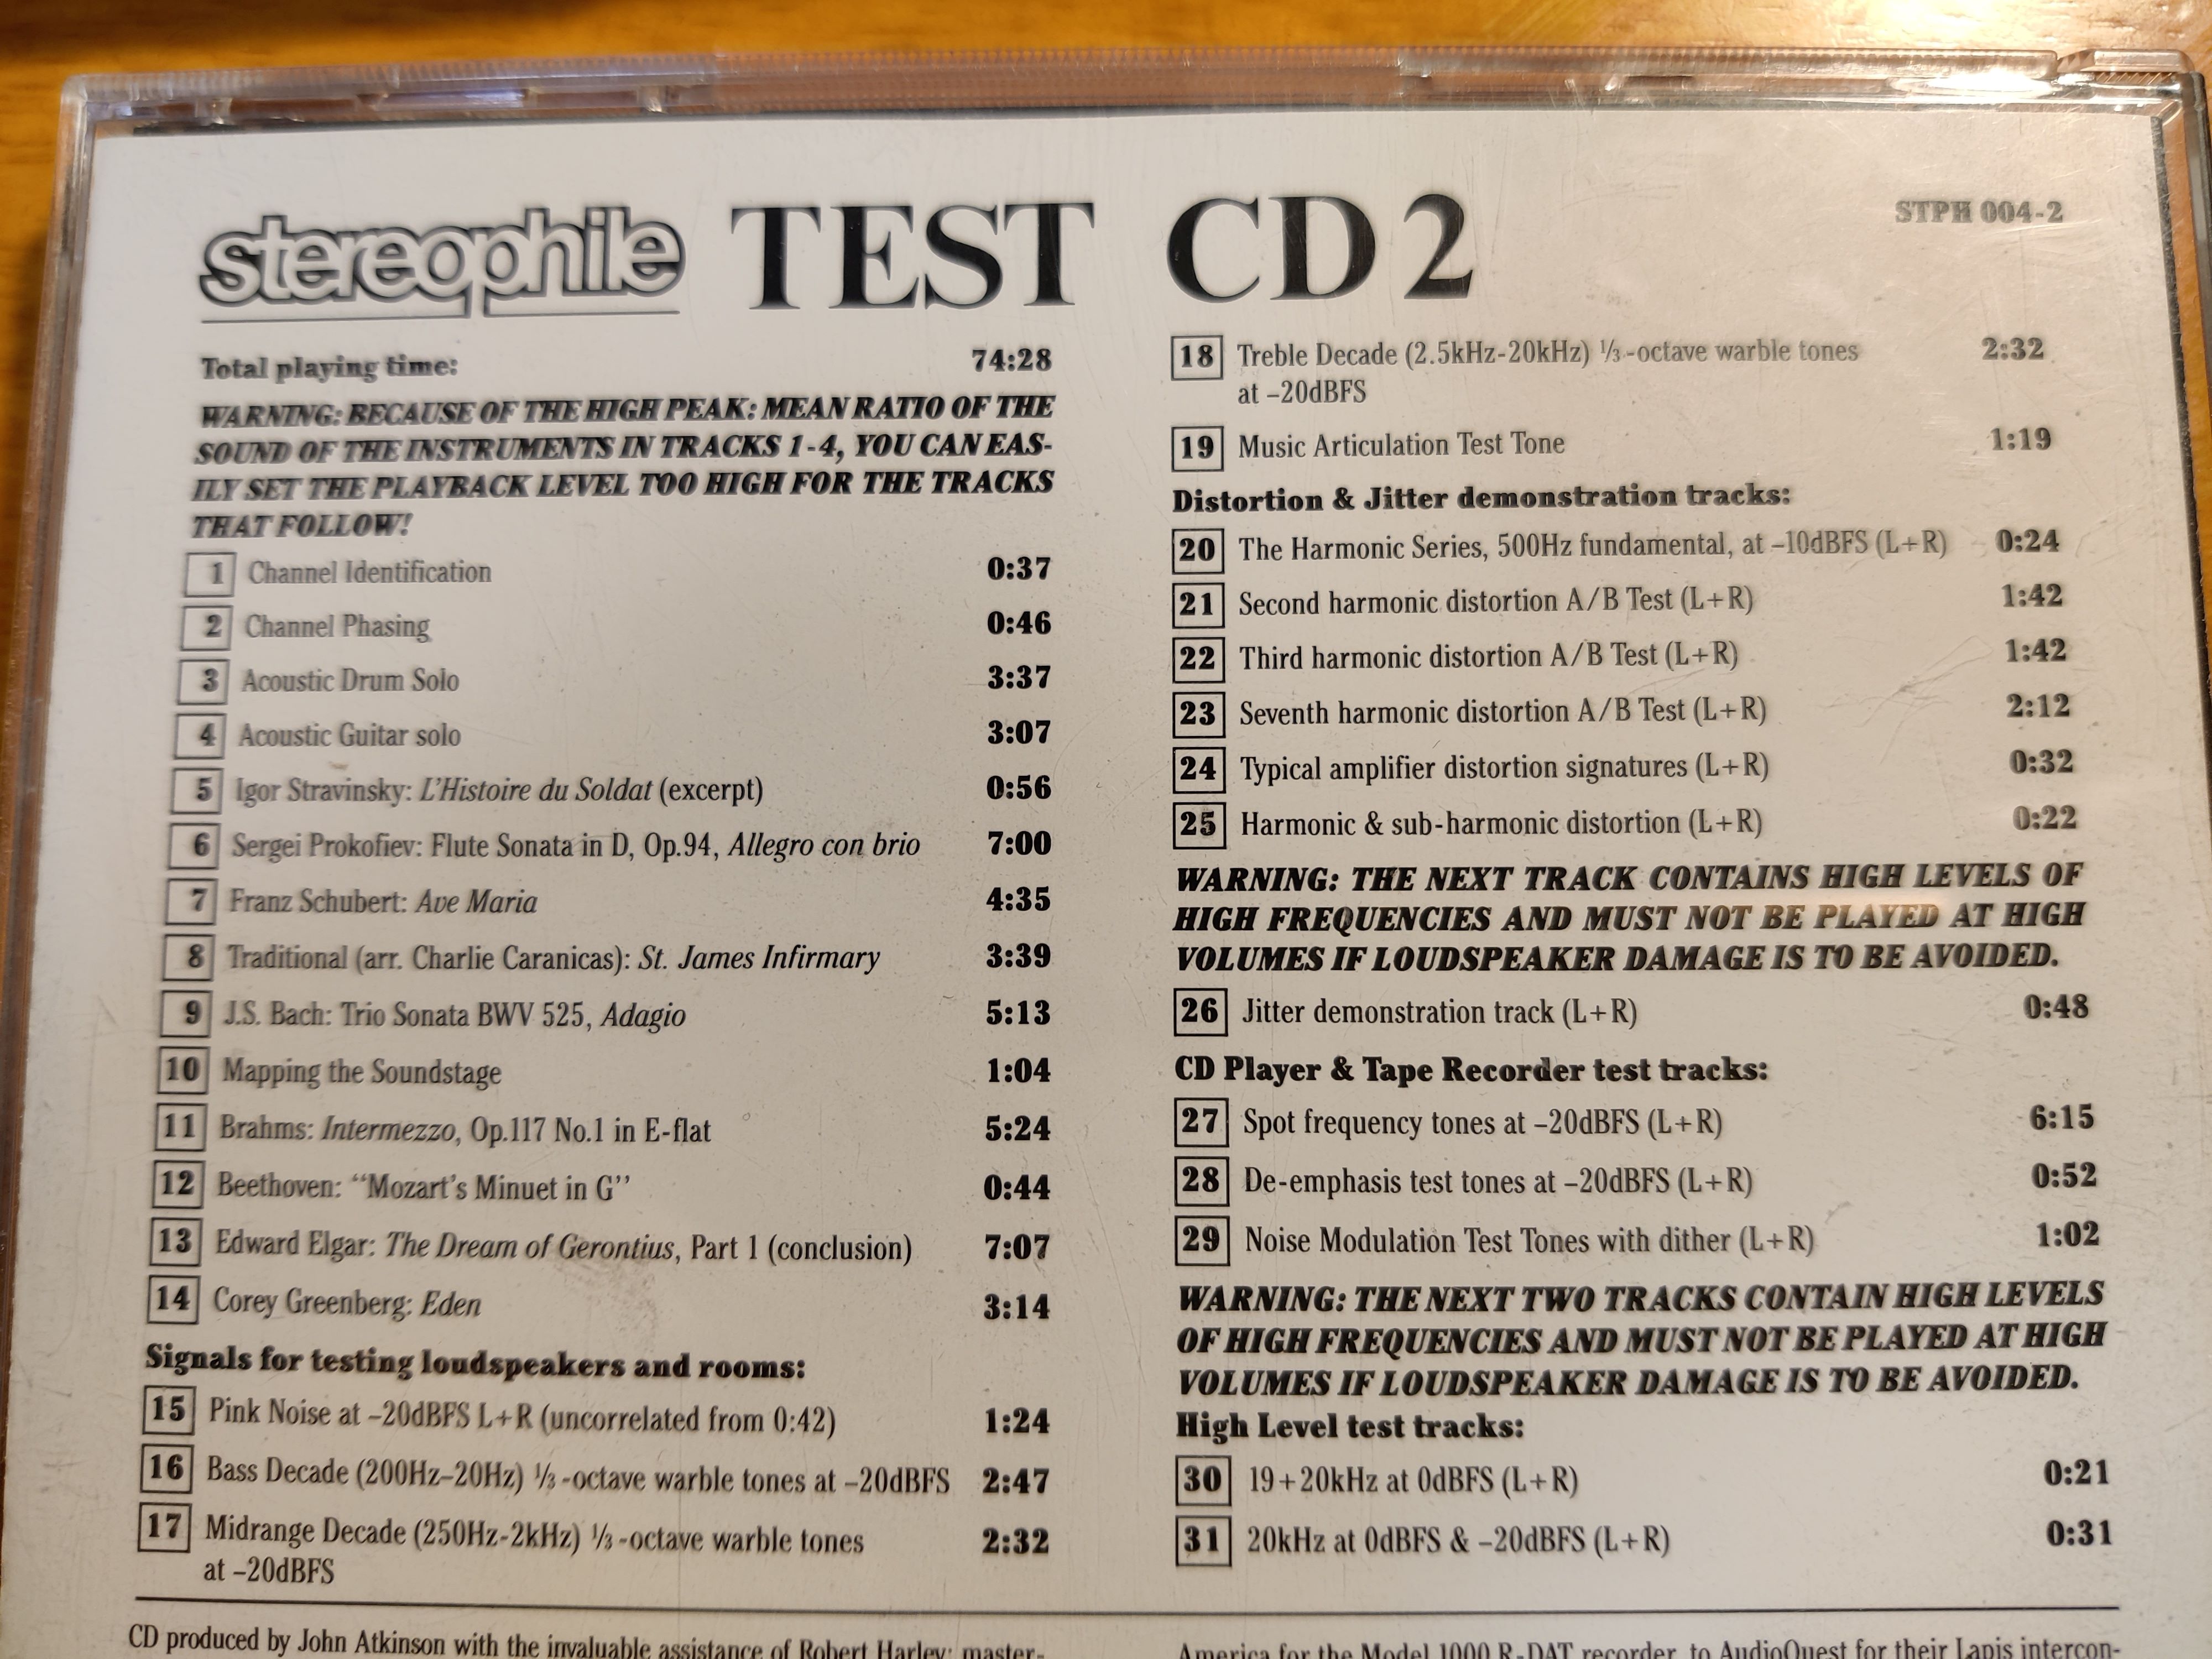 stereophile TEST CD 2
STPH 004-2
Total playing time: 74:28
WARNING: BECAUSE OF THE HIGH PEAK: MEAN RATIO OF THE
SOUND OF THE INSTRUMENTS IN TRACKS 1-4, YOU CAN EAS-
ILY SET THE PLAYBACK LEVEL TOO HIGH FOR THE TRACKS
THAT FOLLOW!
1 Channel Identification 0:37
2 Channel Phasing 0:46
3 Acoustic Drum Solo 3:37
4 Acoustic Guitar solo 3:07
5 Igor Stravinsky: L'Histoire du Soldat (excerpt) 0:56
6 Sergei Prokofiev: Flute Sonata in D, Op.94, Allegro con brio 7:00
7 Franz Schubert: Ave Maria 4:35
8 Traditional (arr. Charlie Caranicas): St. James Infirmary 3:39
9 J.S. Bach: Trio Sonata BWV 525, Adagio 5:13
10 Mapping the Soundstage 1:04
11 Brahms: Intermezzo, Op.117 No.1 in E-flat 5:24
12 Beethoven: “Mozart's Minuet in G” 0:44
13 Edward Elgar: The Dream of Gerontius, Part 1 (conclusion) 7:07
14 Corey Greenberg: Eden 3:14
Signals for testing loudspeakers and rooms:
15 Pink Noise at –20dBFS L+R (uncorrelated from 0:42) 1:24
16 Bass Decade (200Hz–20Hz) ⅓-octave warble tones at –20dBFS 2:47
17 Midrange Decade (250Hz-2kHz) ⅓-octave warble tones 2:32
at –20dBFS
18 Treble Decade (2.5kHz-20kHz) ⅓-octave warble tones 2:32
at –20dBFS
19 Music Articulation Test Tone 1:19
Distortion & Jitter demonstration tracks:
20 The Harmonic Series, 500Hz fundamental, at –10dBFS (L+R) 0:24
21 Second harmonic distortion A/B Test (L+R) 1:42
22 Third harmonic distortion A/B Test (L+R) 1:42
23 Seventh harmonic distortion A/B Test (L+R) 2:12
24 Typical amplifier distortion signatures (L+R) 0:32
25 Harmonic & sub-harmonic distortion (L+R) 0:22
WARNING: THE NEXT TRACK CONTAINS HIGH LEVELS OF
HIGH FREQUENCIES AND MUST NOT BE PLAYED AT HIGH
VOLUMES IF LOUDSPEAKER DAMAGE IS TO BE AVOIDED.
26 Jitter demonstration track (L+R) 0:48
CD Player & Tape Recorder test tracks:
27 Spot frequency tones at –20dBFS (L+R) 6:15
28 De-emphasis test tones at –20dBFS (L+R) 0:52
29 Noise Modulation Test Tones with dither (L+R) 1:02
WARNING: THE NEXT TWO TRACKS CONTAIN HIGH LEVELS
OF HIGH FREQUENCIES AND MUST NOT BE PLAYED AT HIGH
VOLUMES IF LOUDSPEAKER DAMAGE IS TO BE AVOIDED.
High Level test tracks:
30 19+20kHz at 0dBFS (L+R) 0:21
31 20kHz at 0dBFS & –20dBFS (L+R) 0:31
CD produced by John Atkinson with the invaluable assistance of Robert Harley; master-
America for the Model 1000 R-DAT recorder, to AudioQuest for their Lapis intercon-